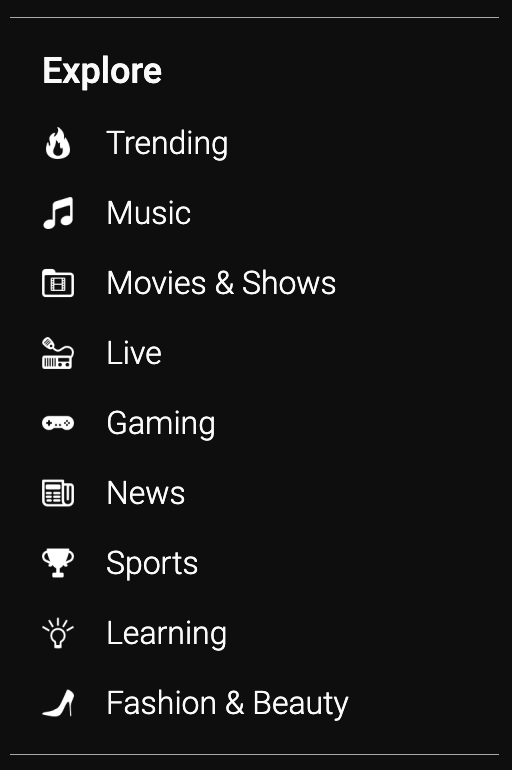 Explore
Trending
Music
Movies & Shows
Live
Gaming
News
Sports
Learning
Fashion & Beauty